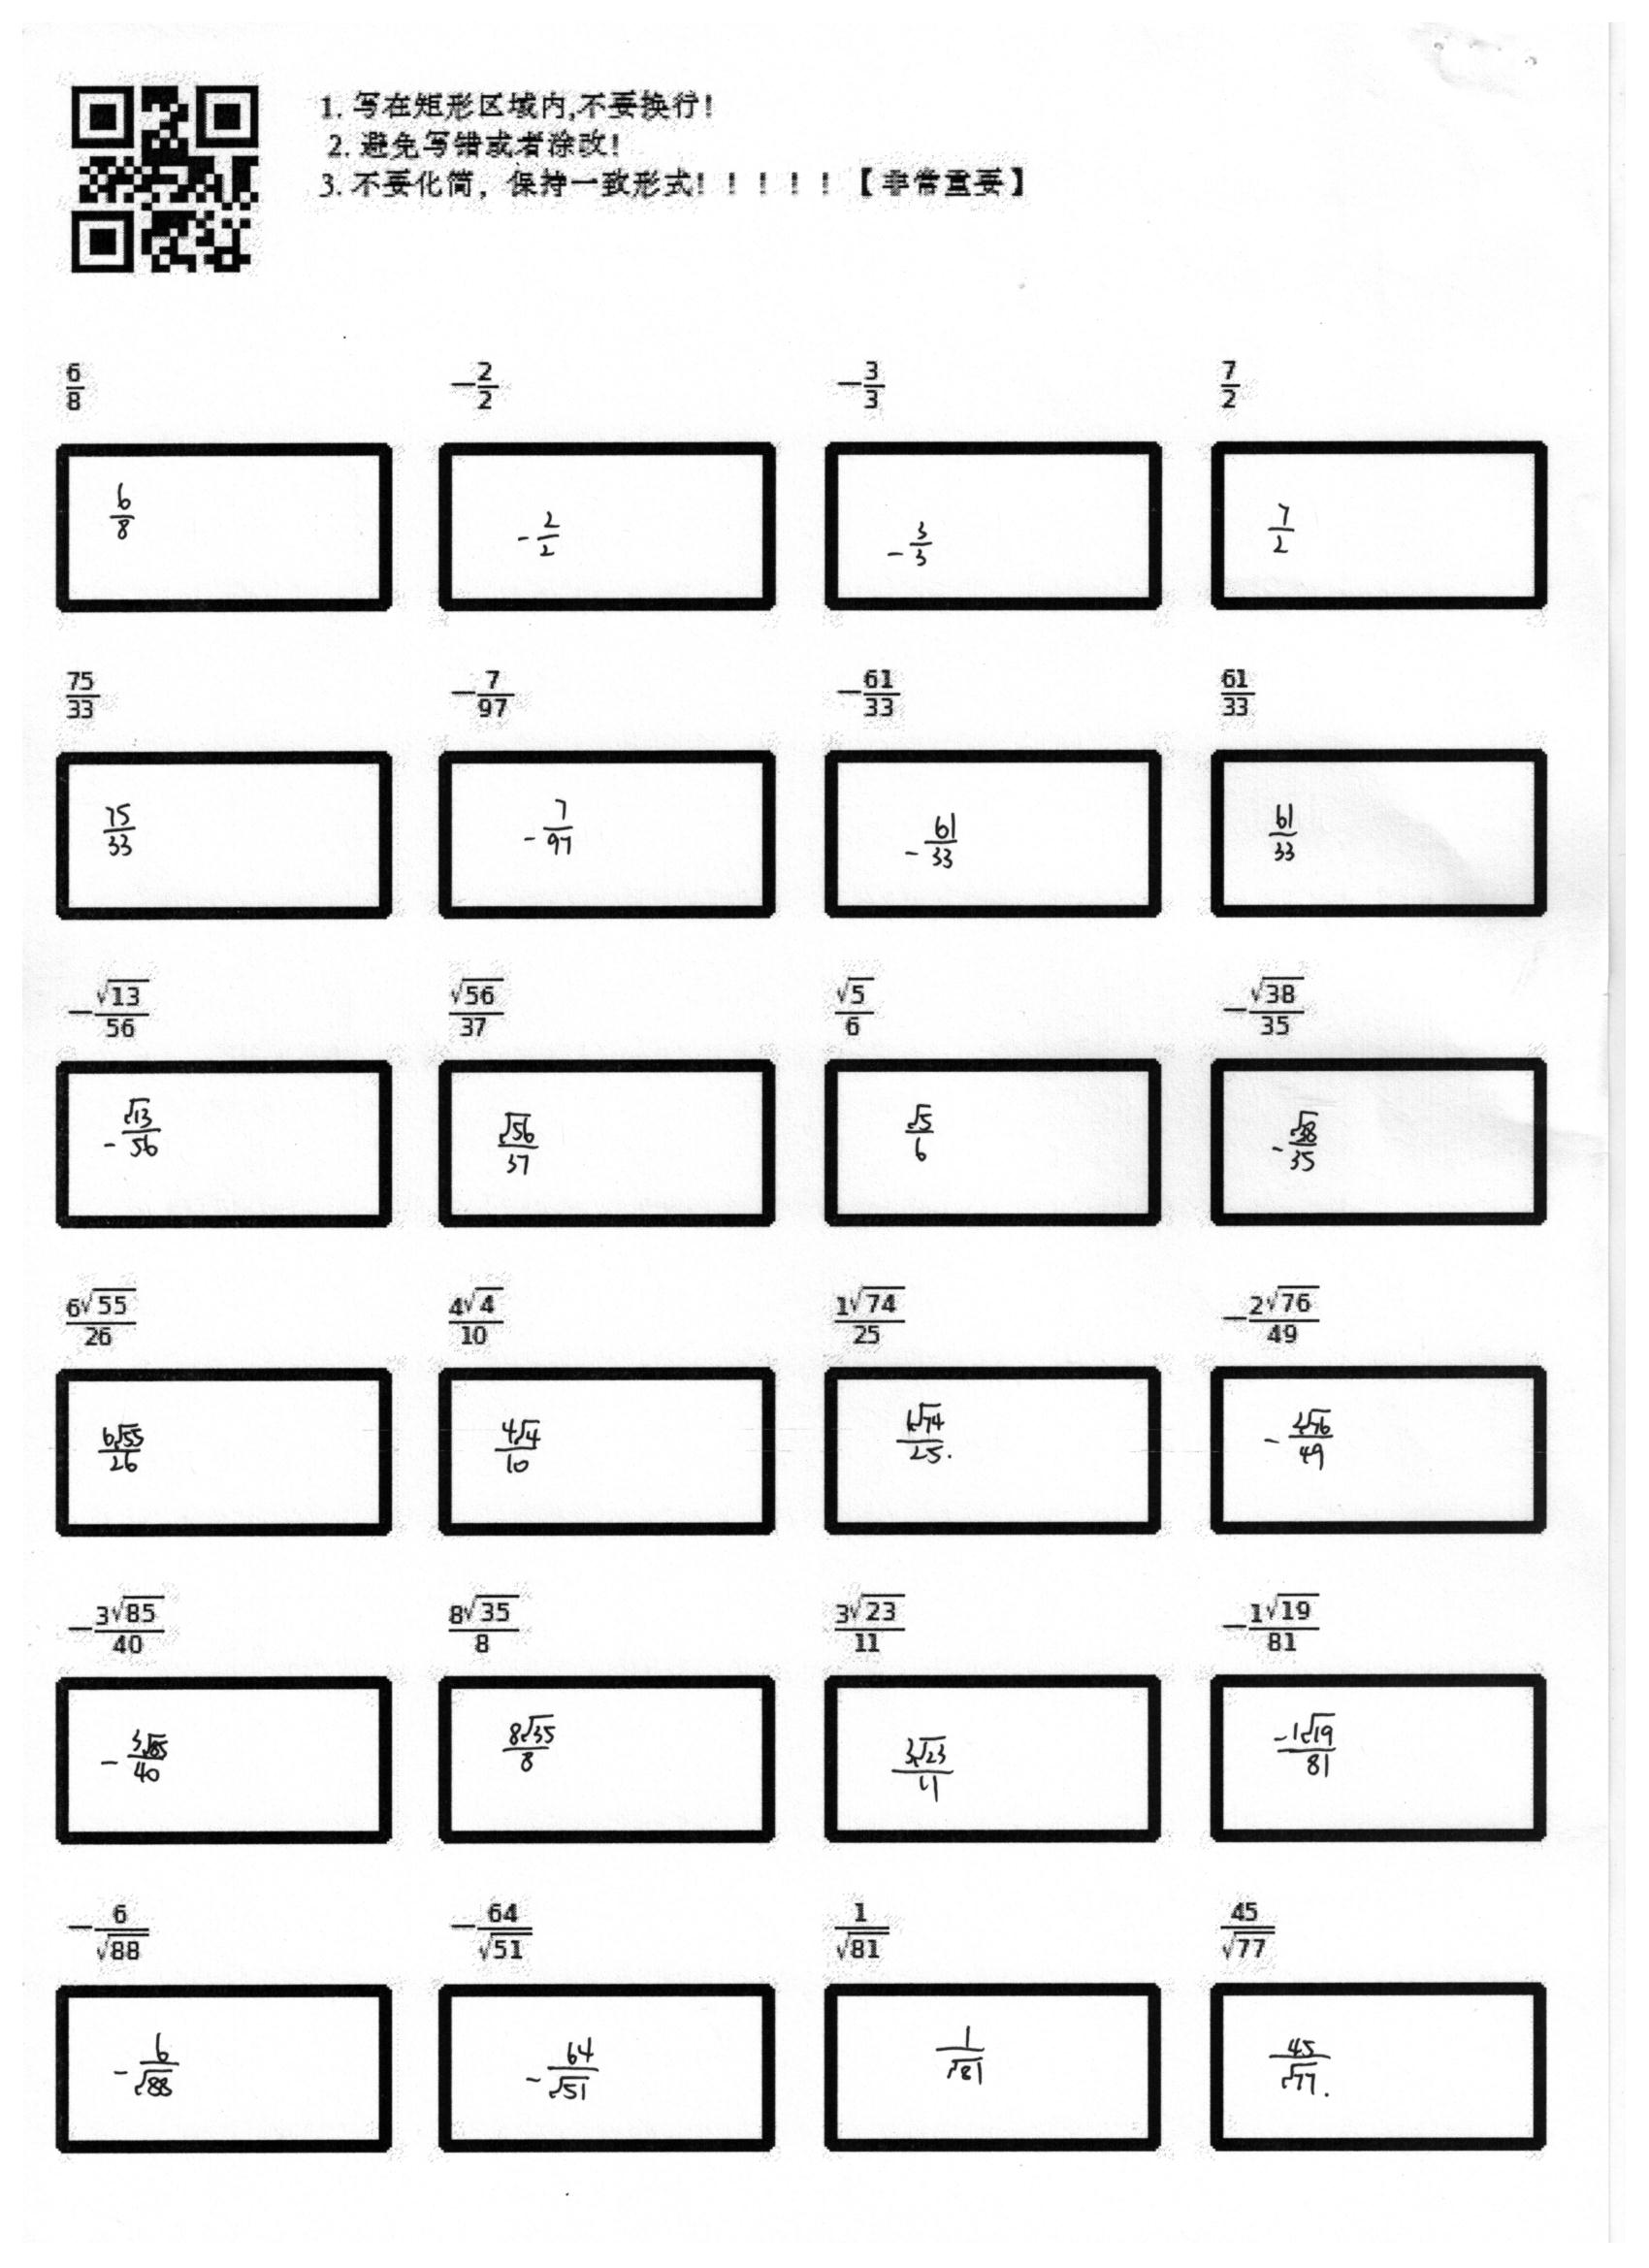 1. 写在矩形区域内,不要换行!
2. 避免写错或者涂改!
3. 不要化简，保持一致形式! ! ! ! ! 【非常重要】
6/8 -2/2 -3/3 7/2
6/8 -2/2 -3/3 7/2
75/33 -7/97 -61/33 61/33
75/33 -7/97 -61/33 61/33
-√13/56 √56/37 √5/6 -√38/35
-√13/56 √56/37 √5/6 -√38/35
6√55/26 4√4/10 1√74/25 -2√76/49
6√55/26 4√4/10 1√74/25. -2√76/49
-3√85/40 8√35/8 3√23/11 -1√19/81
-3√85/40 8√35/8 3√23/11 -1√19/81
-6/√88 -64/√51 1/√81 45/√77
-6/√88 -64/√51 1/√81 45/√77.